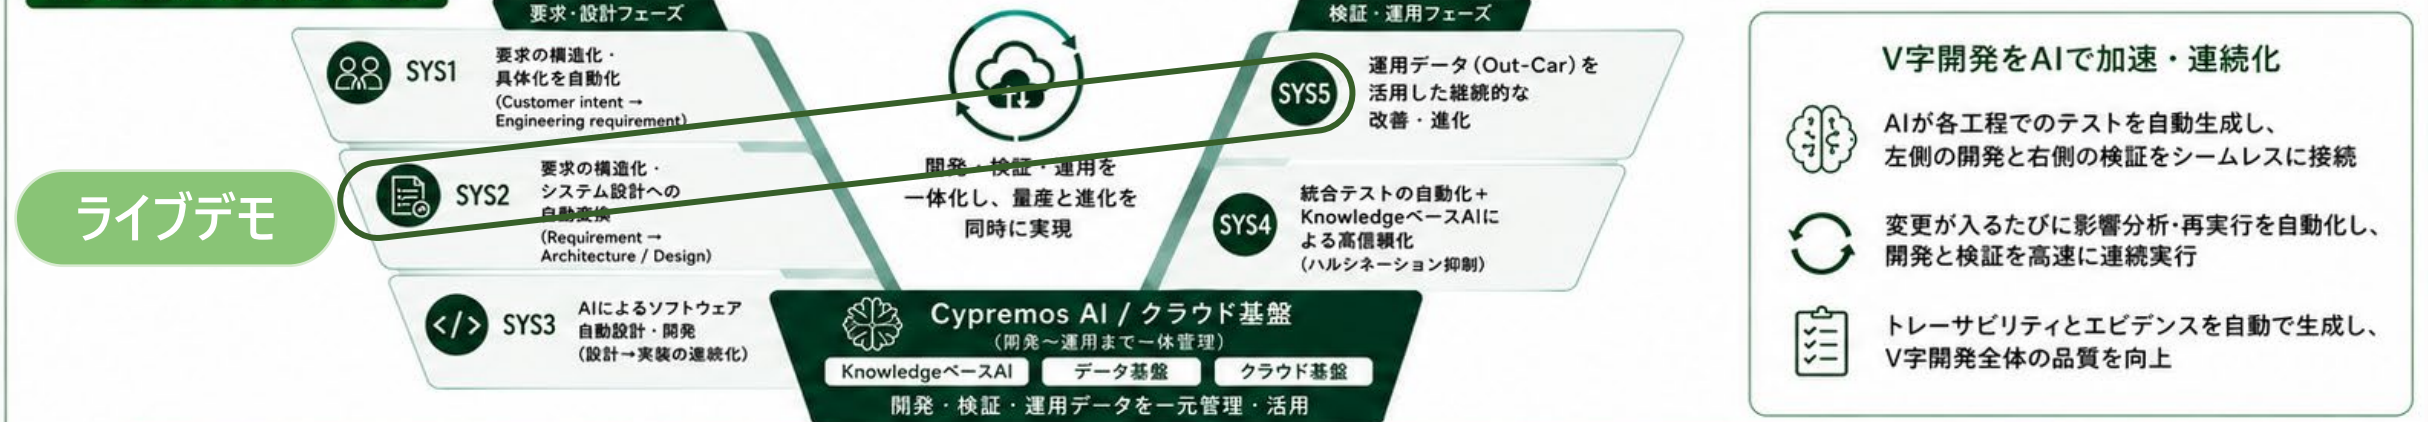 要求・設計フェーズ
SYS1
要求の構造化・
具体化を自動化
(Customer intent →
Engineering requirement)
ライブデモ
SYS2
要求の構造化・
システム設計への
自動変換
(Requirement →
Architecture / Design)
SYS3
AIによるソフトウェア
自動設計・開発
(設計→実装の連続化)
開発・検証・運用を
一体化し、量産と進化を
同時に実現
検証・運用フェーズ
SYS5
運用データ(Out-Car)を
活用した継続的な
改善・進化
SYS4
統合テストの自動化+
KnowledgeベースAIに
よる高信頼化
(ハルシネーション抑制)
Cypremos AI / クラウド基盤
(開発~運用まで一体管理)
KnowledgeベースAI
データ基盤
クラウド基盤
開発・検証・運用データを一元管理・活用
V字開発をAIで加速・連続化
AIが各工程でのテストを自動生成し、
左側の開発と右側の検証をシームレスに接続
変更が入るたびに影響分析・再実行を自動化し、
開発と検証を高速に連続実行
トレーサビリティとエビデンスを自動で生成し、
V字開発全体の品質を向上